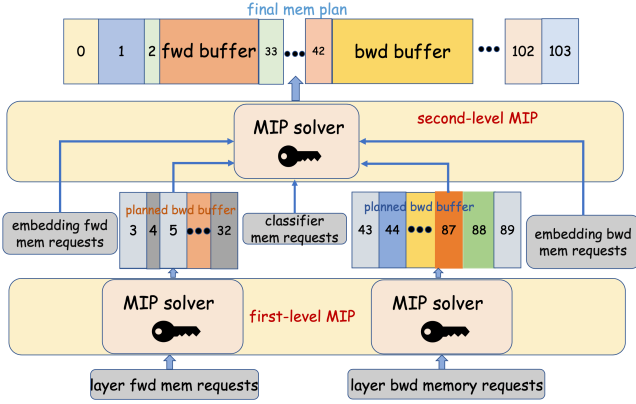 final mem plan
0 1 2 fwd buffer 33 ••• 42 bwd buffer ••• 102 103
MIP solver
second-level MIP
embedding fwd
mem requests
planned bwd buffer
3 4 5 ••• 32
classifier
mem requests
planned bwd buffer
43 44 ••• 87 88 89
embedding bwd
mem requests
MIP solver
first-level MIP
MIP solver
layer fwd mem requests
layer bwd memory requests